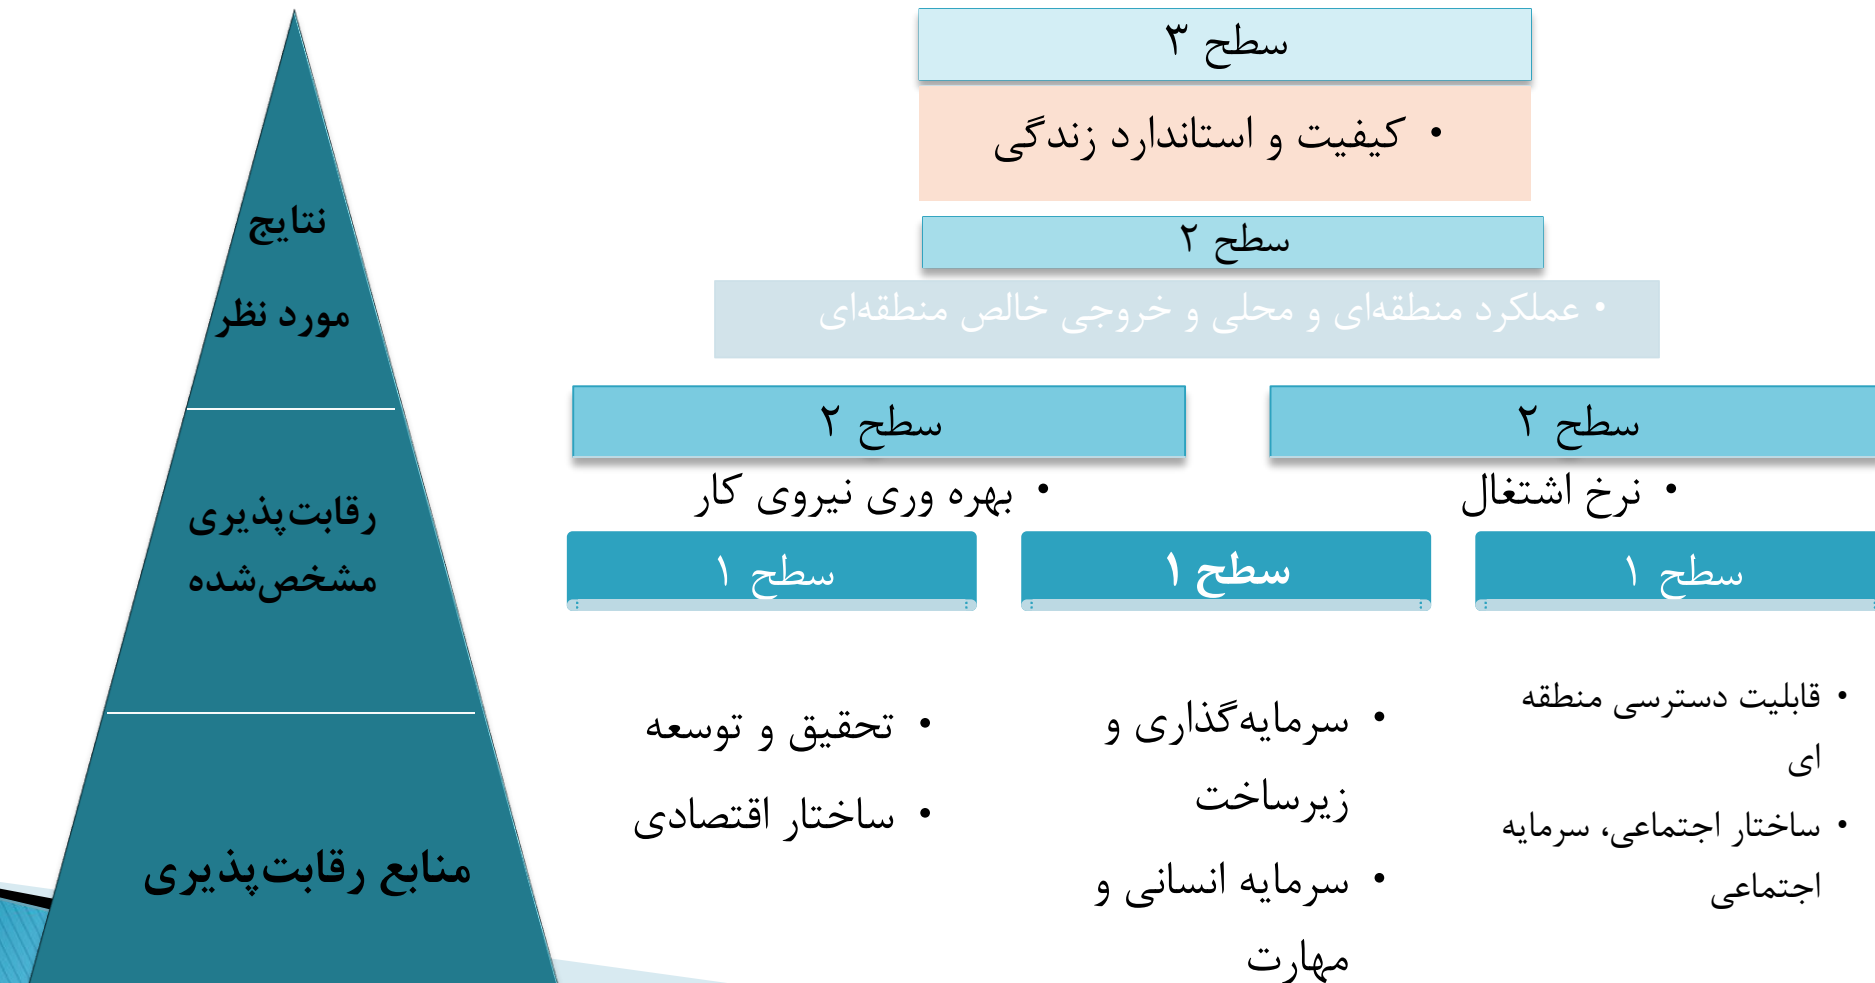 سطح ۳
• کیفیت و استاندارد زندگی
سطح ۲
• عملکرد منطقه‌ای و محلی و خروجی خالص منطقه‌ای
سطح ۲
• نرخ اشتغال
سطح ۲
• بهره وری نیروی کار
سطح ۱
• قابلیت دسترسی منطقه
ای
• ساختار اجتماعی، سرمایه
اجتماعی
سطح ۱
• سرمایه‌گذاری و
زیرساخت
• سرمایه انسانی و
مهارت
سطح ۱
• تحقیق و توسعه
• ساختار اقتصادی
نتایج
مورد نظر
رقابت‌پذیری
مشخص‌شده
منابع رقابت‌پذیری